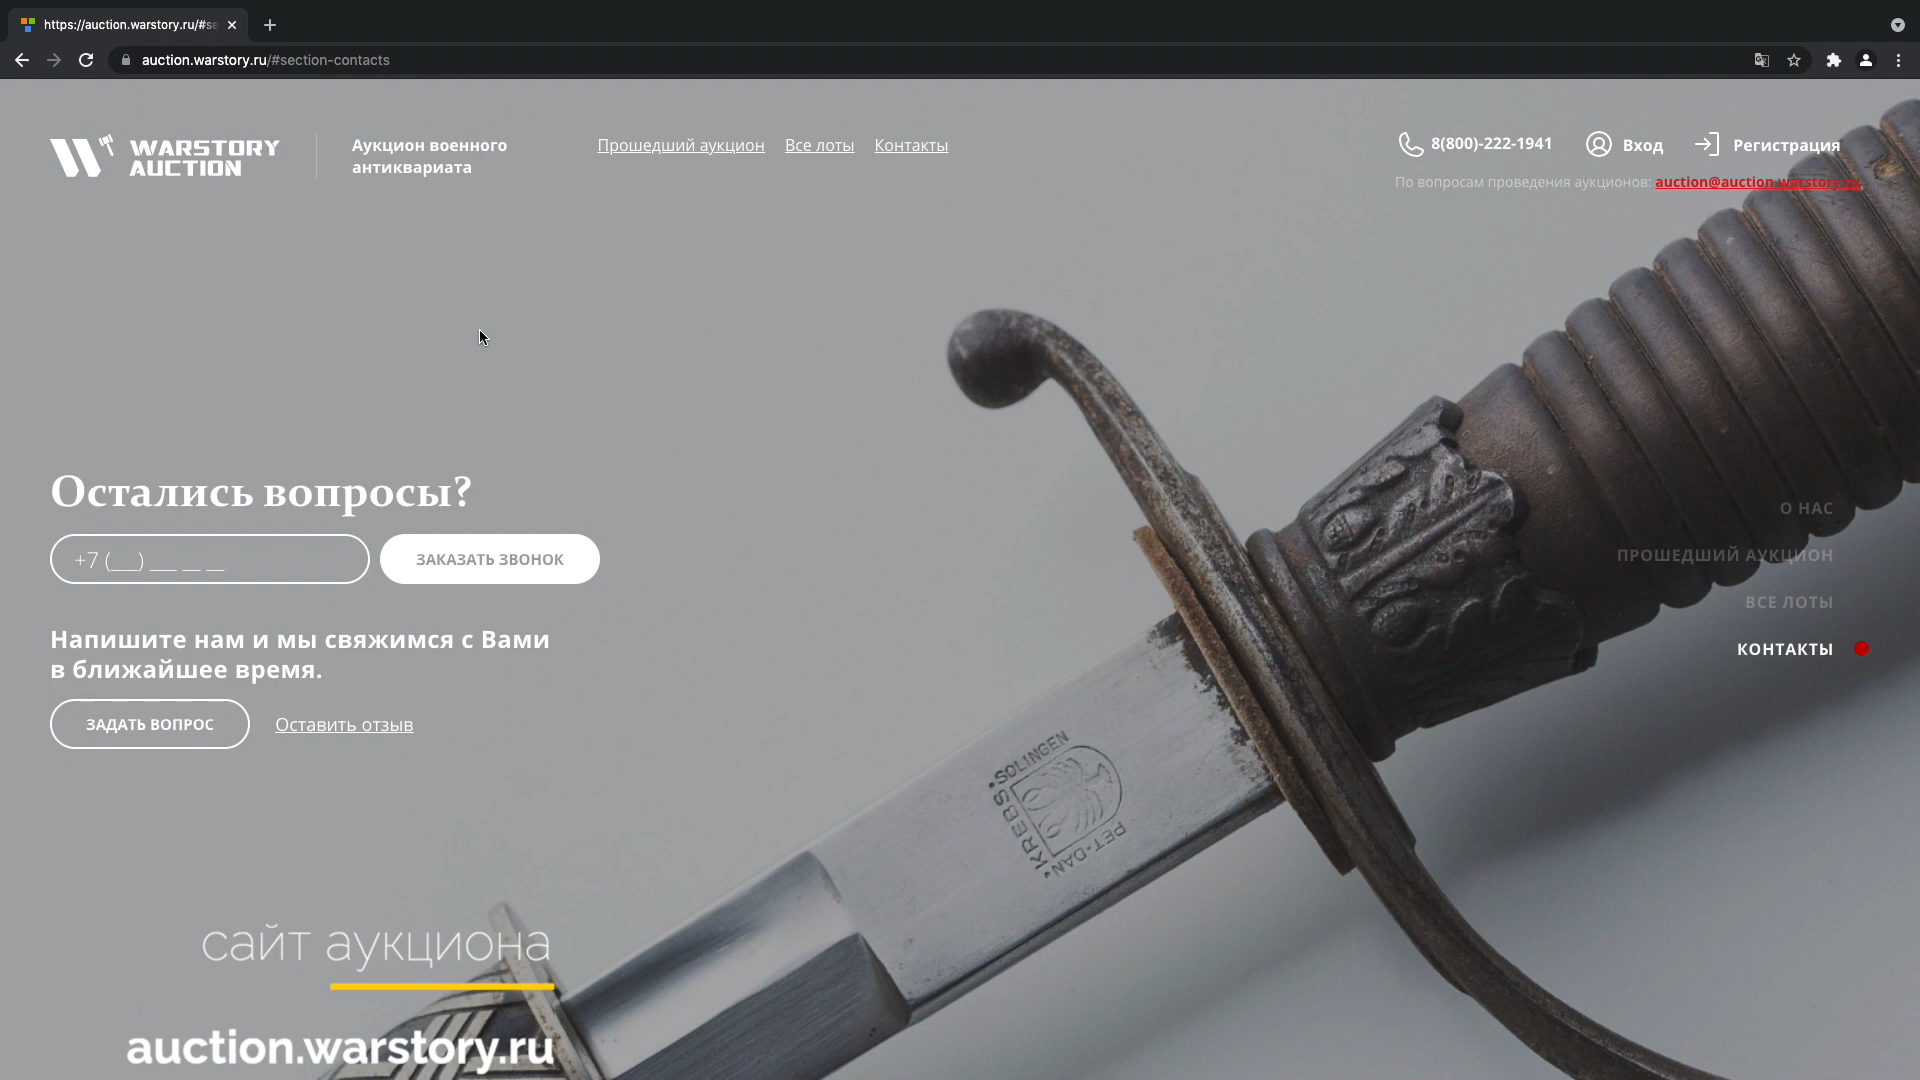 https://auction.warstory.ru/#se
auction.warstory.ru/#section-contacts
WARSTORY
AUCTION
Аукцион военного
антиквариата
Прошедший аукцион Все лоты Контакты
8(800)-222-1941 Вход Регистрация
По вопросам проведения аукционов: auction@auction.warstory.ru
Остались вопросы?
+7 (___) ___ __ __ ЗАКАЗАТЬ ЗВОНОК
Напишите нам и мы свяжимся с Вами
в ближайшее время.
ЗАДАТЬ ВОПРОС Оставить отзыв
О НАС
ПРОШЕДШИЙ АУКЦИОН
ВСЕ ЛОТЫ
КОНТАКТЫ
SOLINGEN
KREBS
PET-DAN
сайт аукциона
auction.warstory.ru